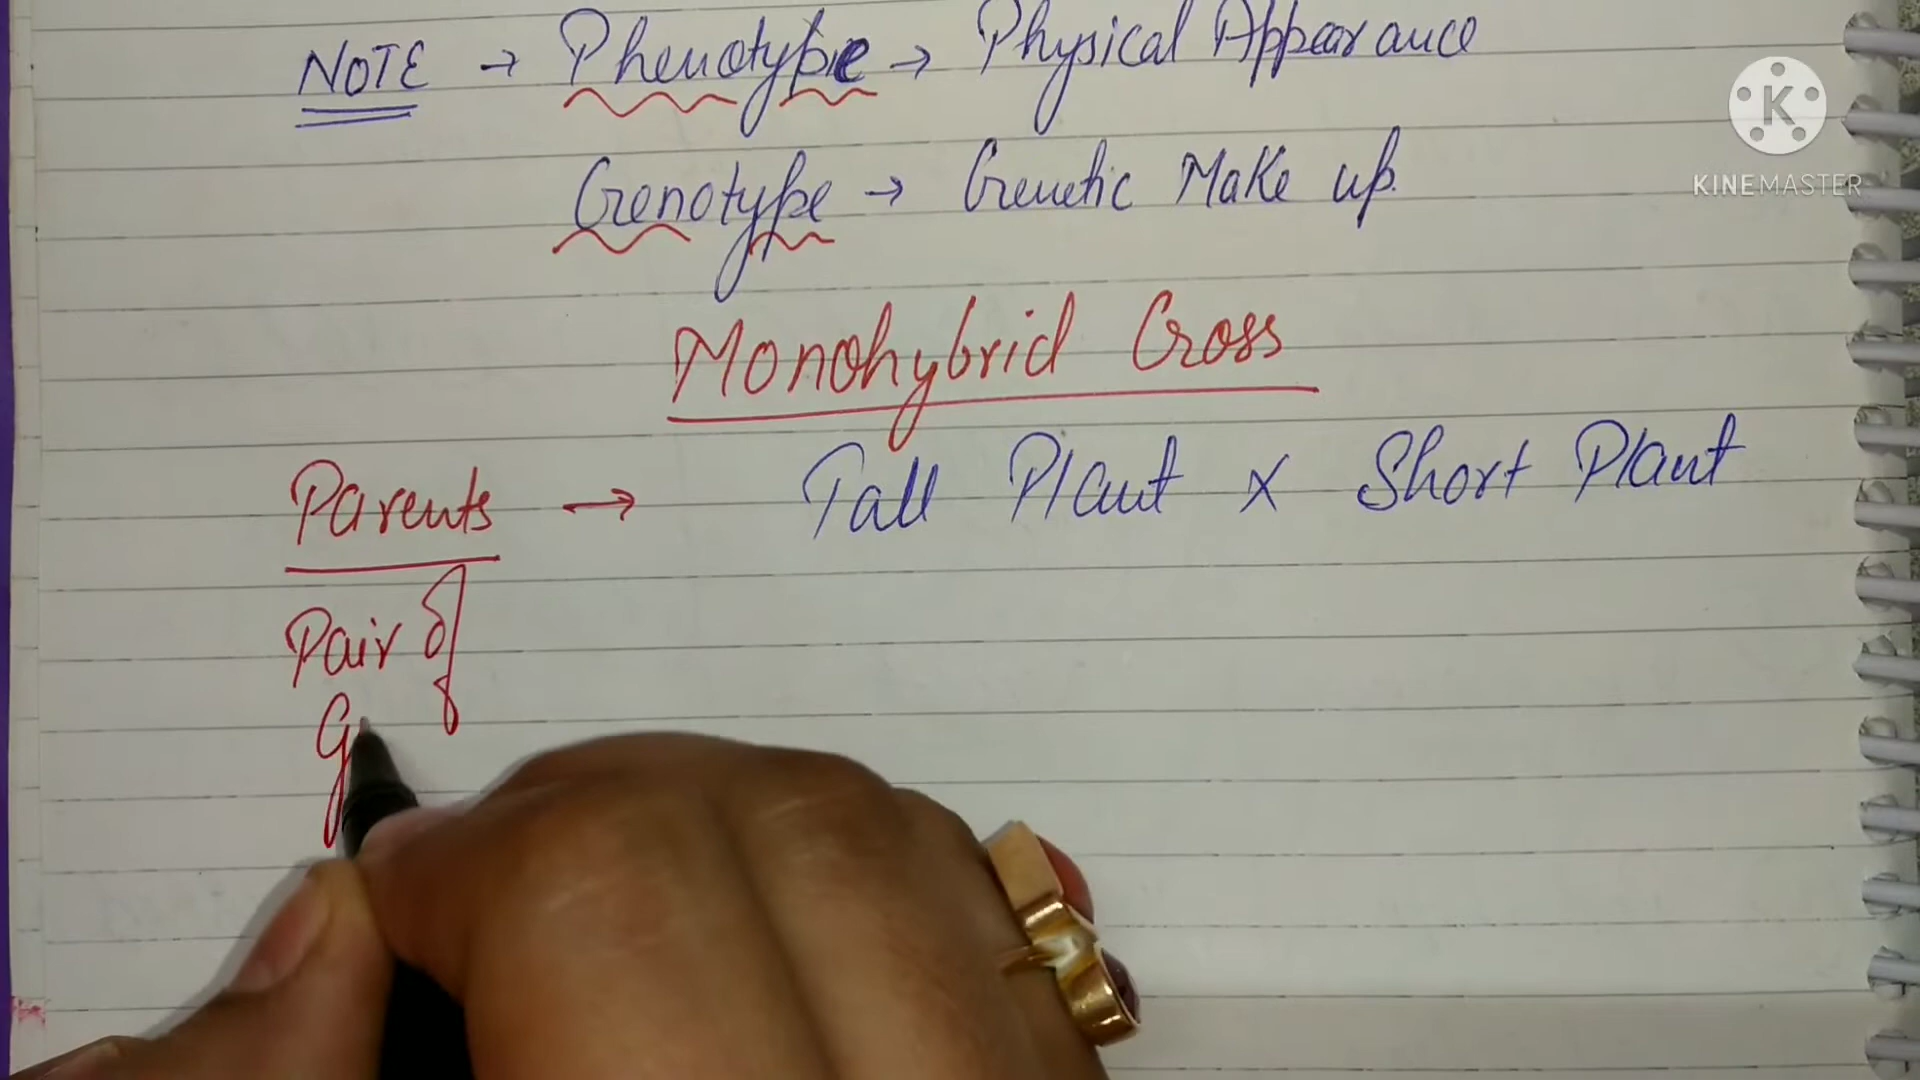 NOTE → Phenotype → Physical Appearance
K
KINEMASTER
Genotype → Genetic Make up.
Monohybrid Cross
Parents → Tall Plant x Short Plant
Pair of
G